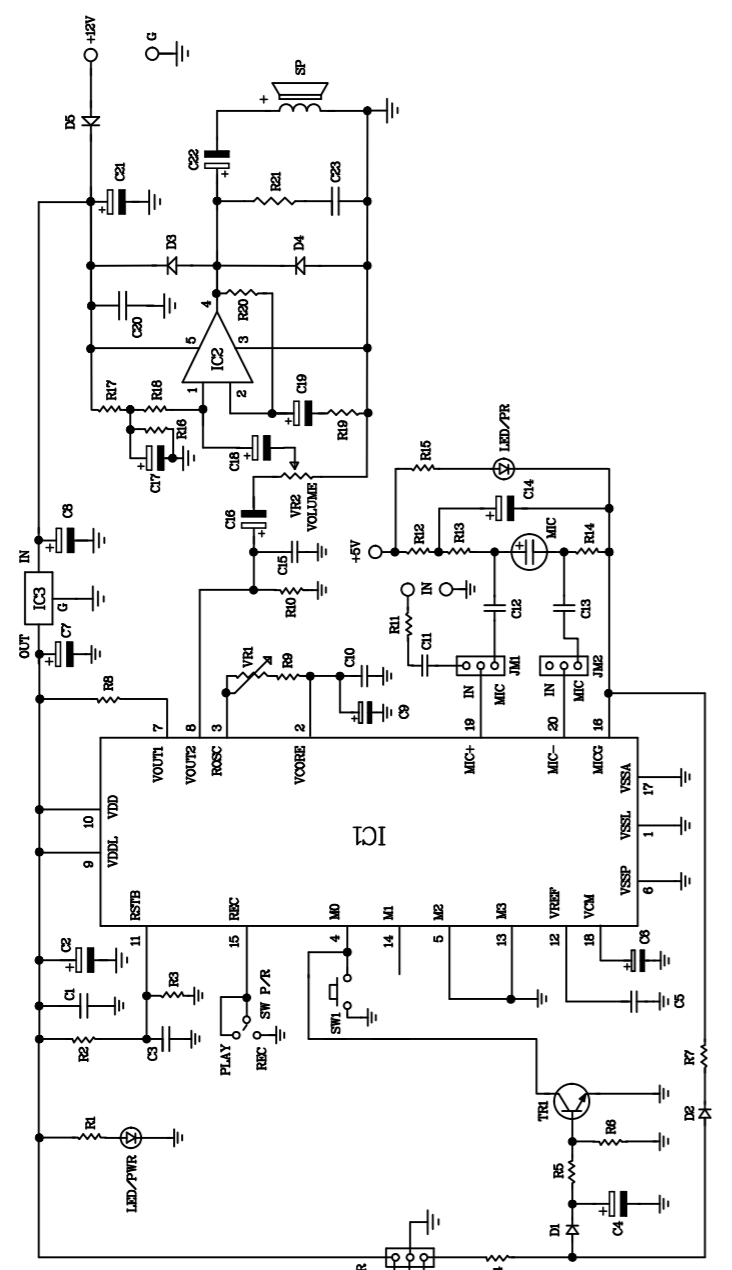 +12V
G
D5
C21
SP
C22
R21
C23
D3
D4
C20
4
R20
5
IC2
3
1
2
R17
R18
R16
C17
C19
R19
C18
VR2
VOLUME
C16
C15
R10
IN
C8
IC3
G
OUT
C7
R8
LED/PR
R15
C14
+5V
R12
R13
MIC
R14
IN
R11
C11
C12
C13
IN
MIC
JM1
IN
MIC
JM2
VR1
R9
C10
C9
7
8
3
2
19
20
16
VOUT1
VOUT2
ROSC
VCORE
MIC+
MIC-
MICG
10
VDD
9
VDDL
IC1
VSSA
17
VSSL
1
VSSP
6
RSTB
REC
M0
M1
M2
M3
VREF
VCM
11
15
4
14
5
13
12
18
C2
C1
R2
C3
R3
SW P/R
PLAY
REC
SW1
C6
C5
R7
D2
TR1
R1
LED/PWR
R5
R6
D1
C4
R